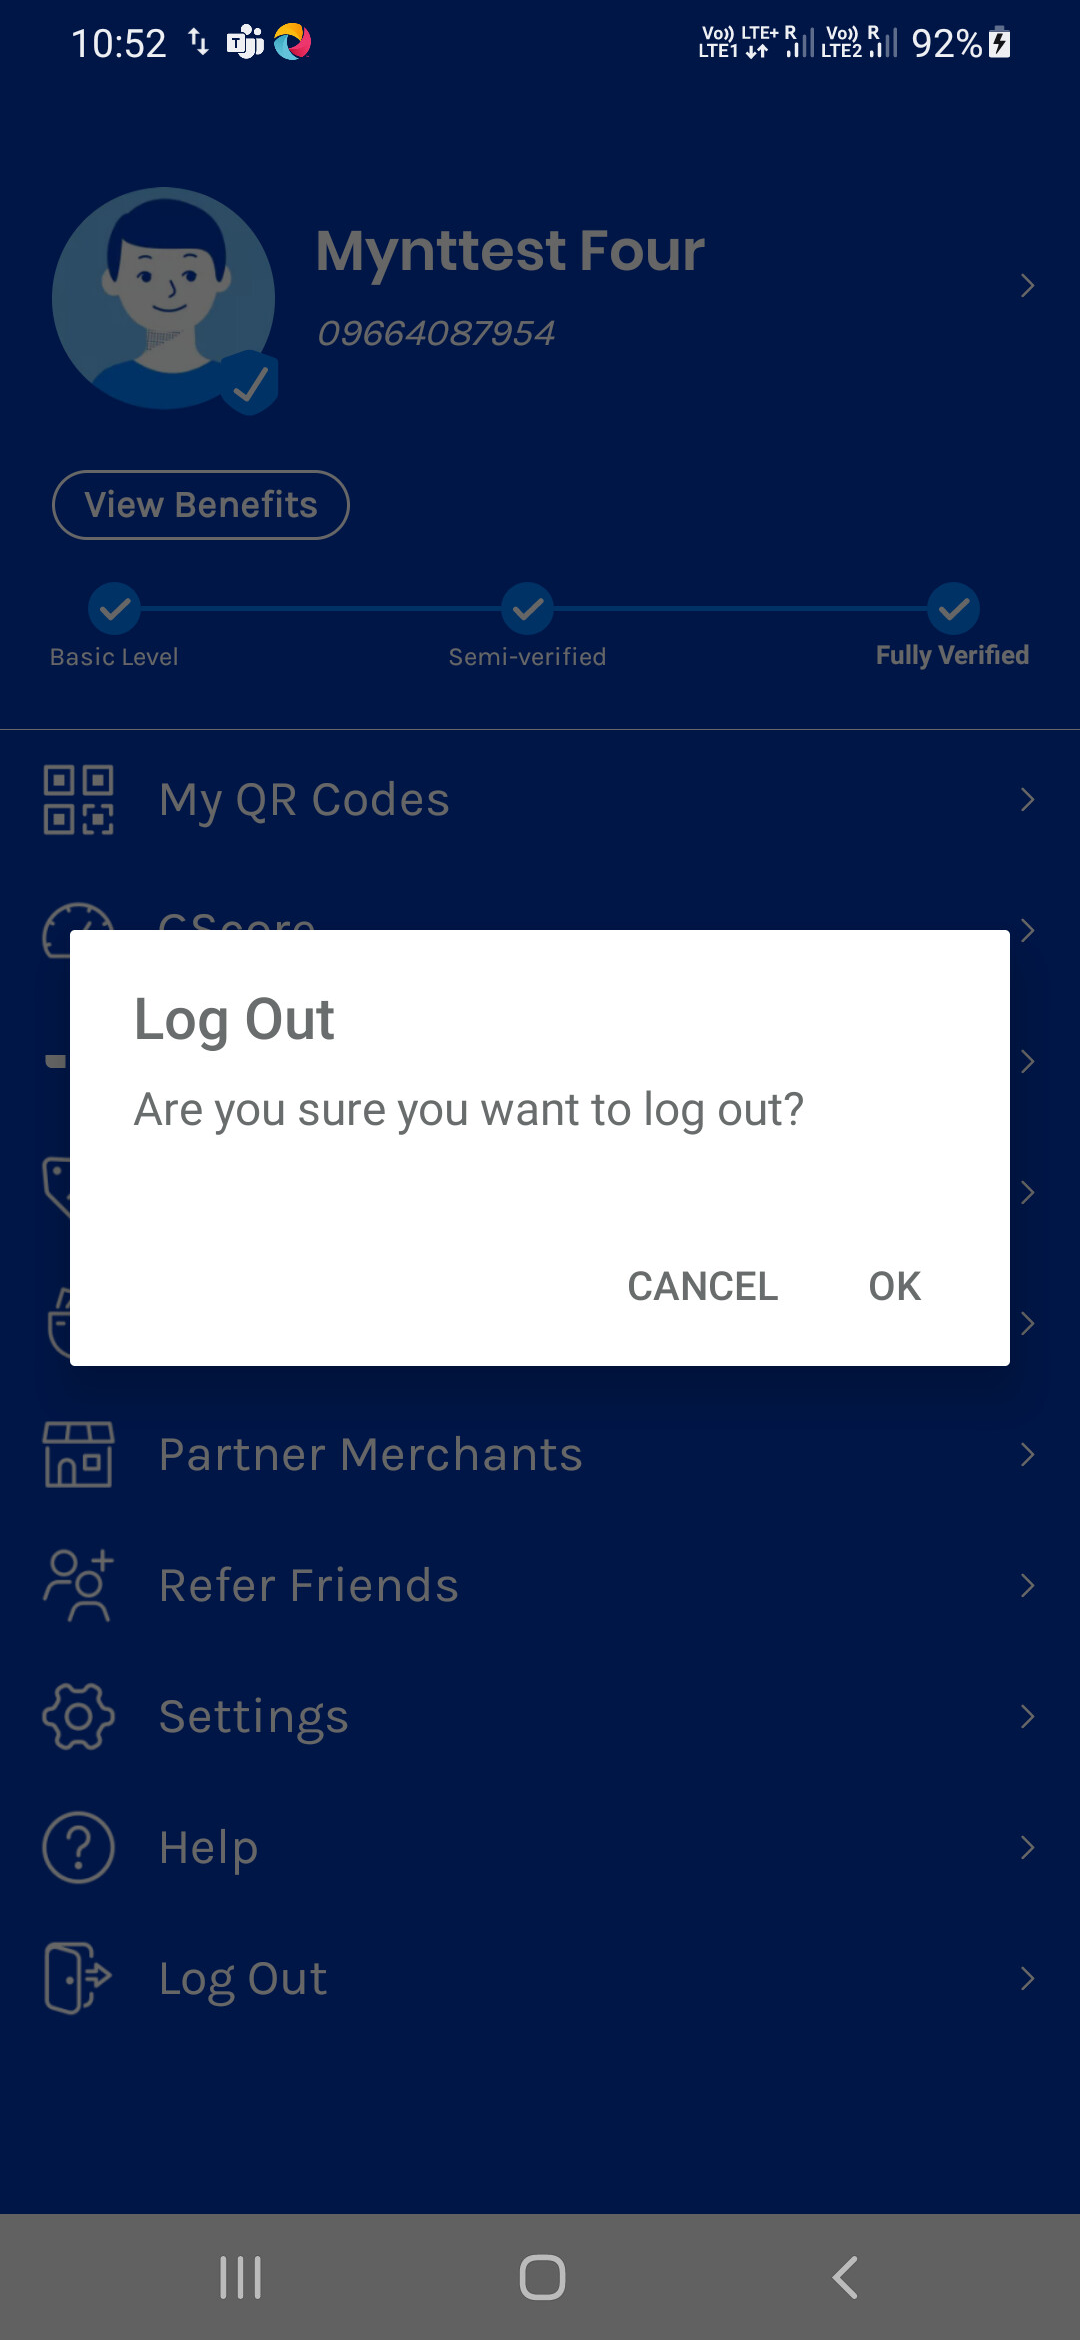 10:52
Vo)) LTE+ R Vo)) R
LTE1 LTE2 92%
Mynttest Four
09664087954
View Benefits
Basic Level Semi-verified Fully Verified
My QR Codes
GScore
Log Out
Are you sure you want to log out?
CANCEL OK
Partner Merchants
Refer Friends
Settings
Help
Log Out